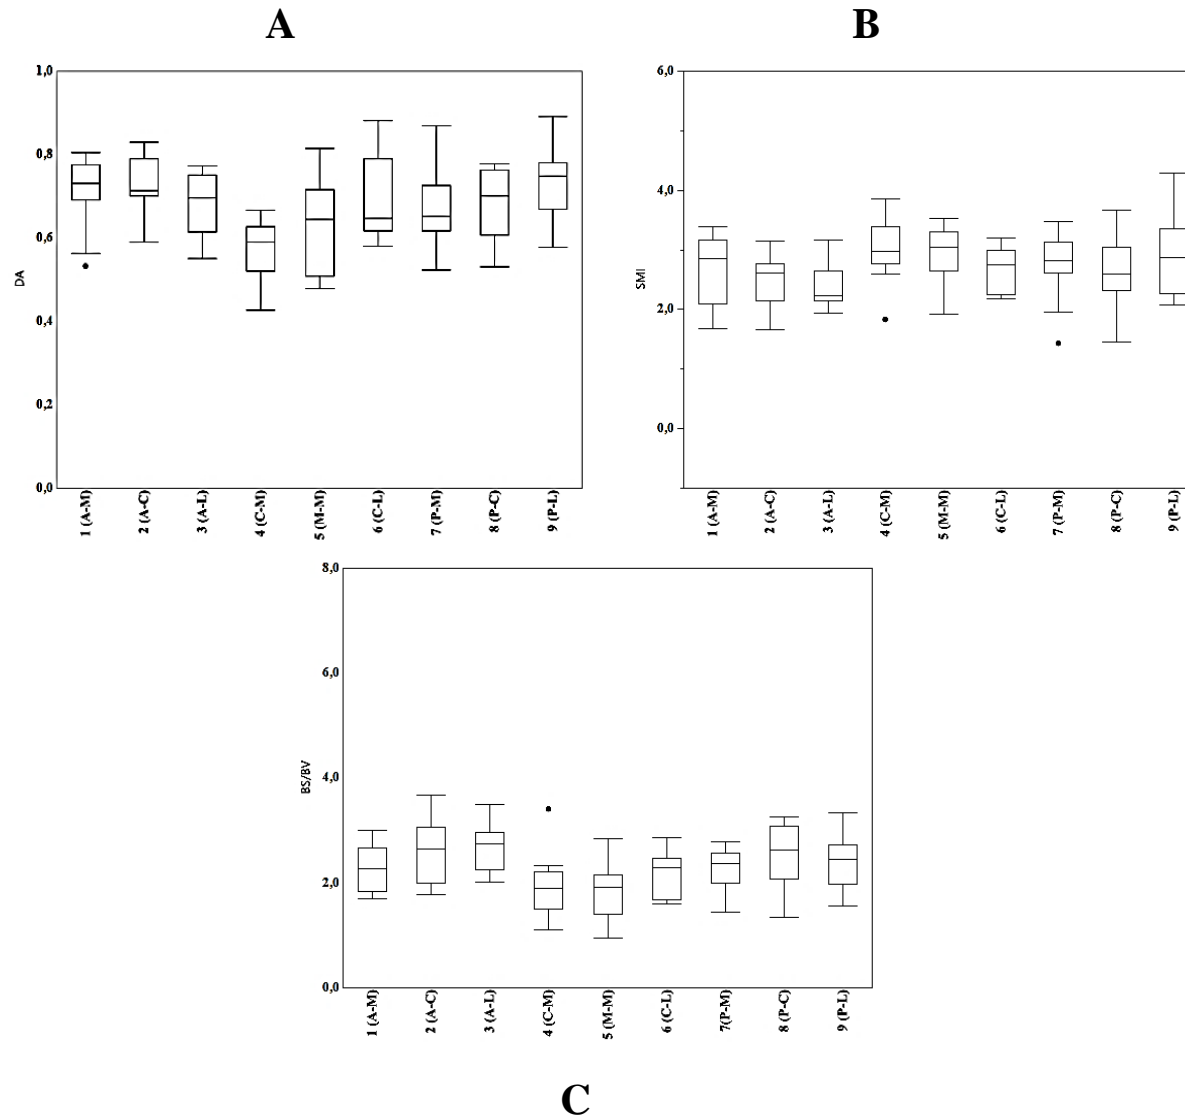 A
1,0
0,8
0,6
0,4
0,2
0,0
DA
1 (A-M)
2 (A-C)
3 (A-L)
4 (C-M)
5 (M-M)
6 (C-L)
7 (P-M)
8 (P-C)
9 (P-L)
B
6,0
4,0
2,0
0,0
SMI
1 (A-M)
2 (A-C)
3 (A-L)
4 (C-M)
5 (M-M)
6 (C-L)
7 (P-M)
8 (P-C)
9 (P-L)
8,0
6,0
4,0
2,0
0,0
BS/BV
1 (A-M)
2 (A-C)
3 (A-L)
4 (C-M)
5 (M-M)
6 (C-L)
7(P-M)
8 (P-C)
9 (P-L)
C